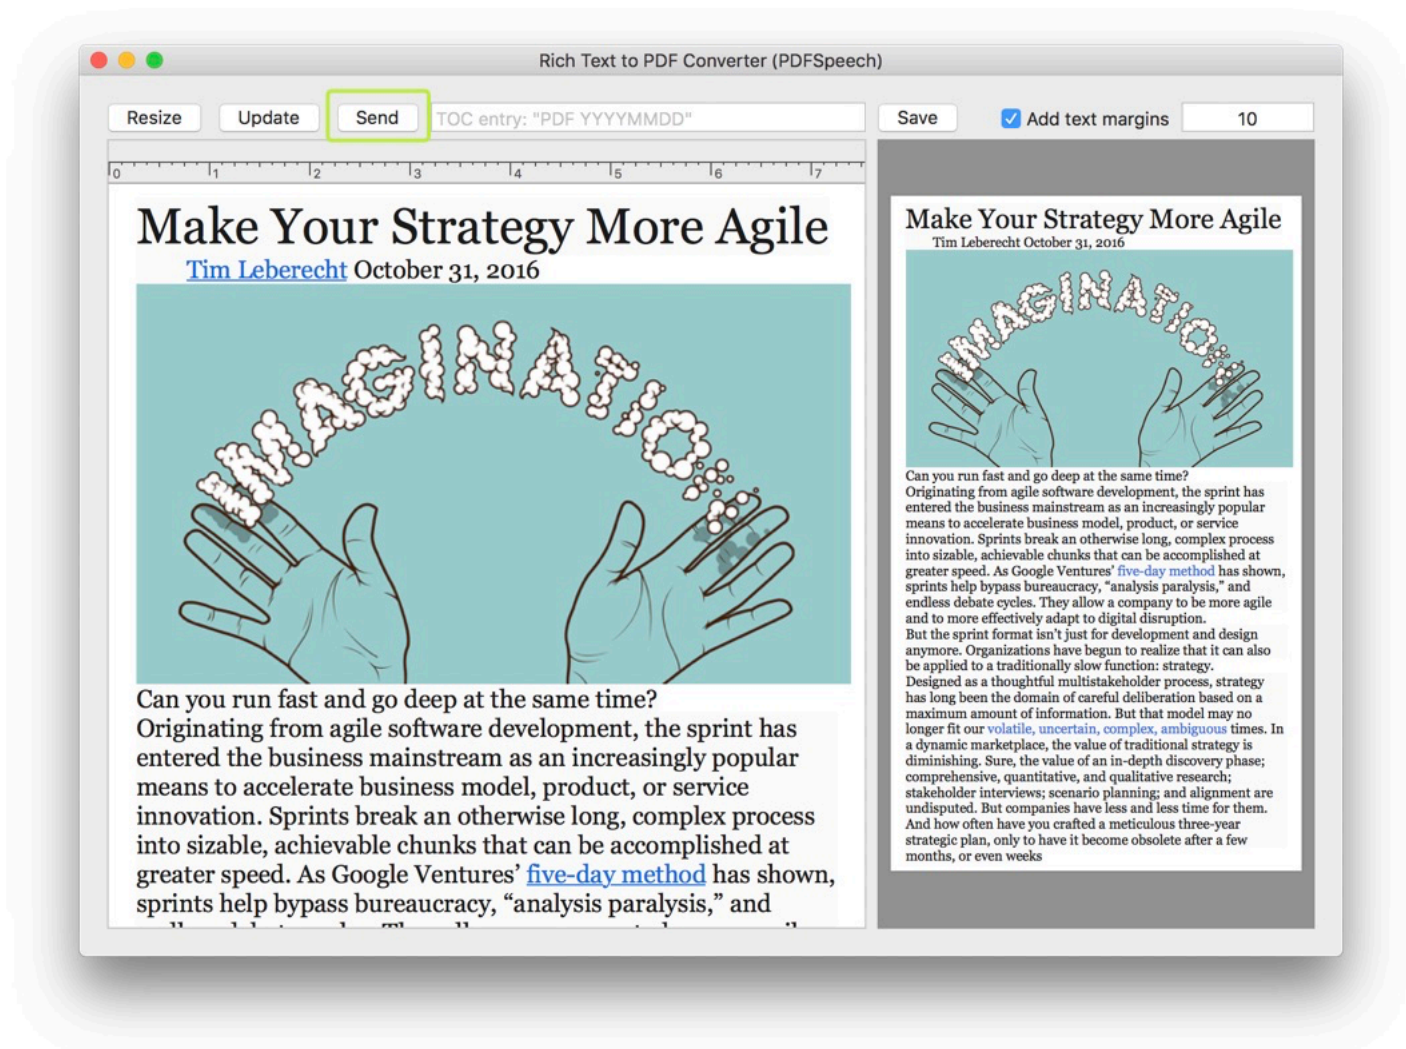 Rich Text to PDF Converter (PDFSpeech)
Resize Update Send TOC entry: "PDF YYYYMMDD" Save Add text margins 10
0 1 2 3 4 5 6 7
Make Your Strategy More Agile
Tim Leberecht October 31, 2016
IMAGINATIO
Can you run fast and go deep at the same time?
Originating from agile software development, the sprint has
entered the business mainstream as an increasingly popular
means to accelerate business model, product, or service
innovation. Sprints break an otherwise long, complex process
into sizable, achievable chunks that can be accomplished at
greater speed. As Google Ventures’ five-day method has shown,
sprints help bypass bureaucracy, “analysis paralysis,” and
Make Your Strategy More Agile
Tim Leberecht October 31, 2016
IMAGINATIO
Can you run fast and go deep at the same time?
Originating from agile software development, the sprint has
entered the business mainstream as an increasingly popular
means to accelerate business model, product, or service
innovation. Sprints break an otherwise long, complex process
into sizable, achievable chunks that can be accomplished at
greater speed. As Google Ventures’ five-day method has shown,
sprints help bypass bureaucracy, “analysis paralysis,” and
endless debate cycles. They allow a company to be more agile
and to more effectively adapt to digital disruption.
But the sprint format isn’t just for development and design
anymore. Organizations have begun to realize that it can also
be applied to a traditionally slow function: strategy.
Designed as a thoughtful multistakeholder process, strategy
has long been the domain of careful deliberation based on a
maximum amount of information. But that model may no
longer fit our volatile, uncertain, complex, ambiguous times. In
a dynamic marketplace, the value of traditional strategy is
diminishing. Sure, the value of an in-depth discovery phase;
comprehensive, quantitative, and qualitative research;
stakeholder interviews; scenario planning; and alignment are
undisputed. But companies have less and less time for them.
And how often have you crafted a meticulous three-year
strategic plan, only to have it become obsolete after a few
months, or even weeks